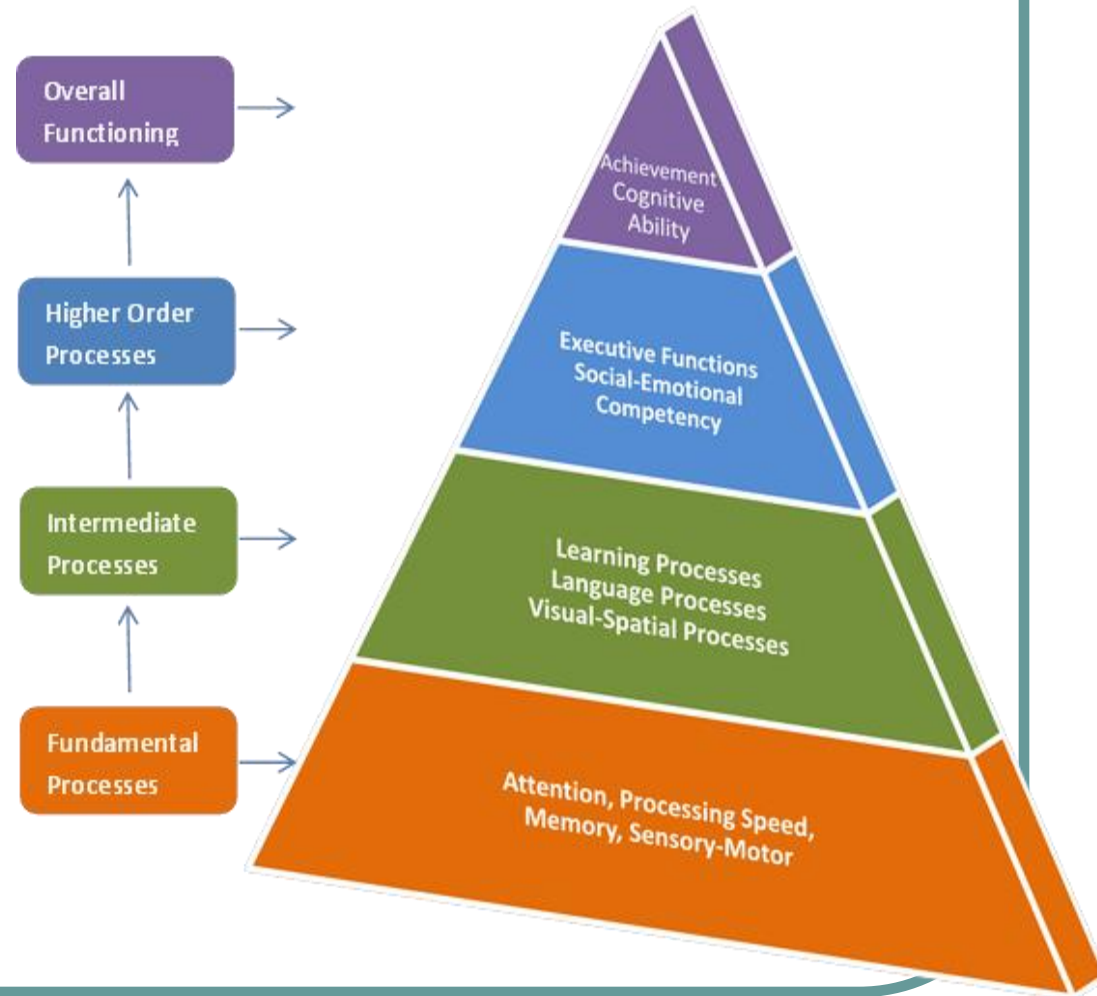 Overall
Functioning
Achievement
Cognitive
Ability
Higher Order
Processes
Executive Functions
Social-Emotional
Competency
Intermediate
Processes
Learning Processes
Language Processes
Visual-Spatial Processes
Fundamental
Processes
Attention, Processing Speed,
Memory, Sensory-Motor